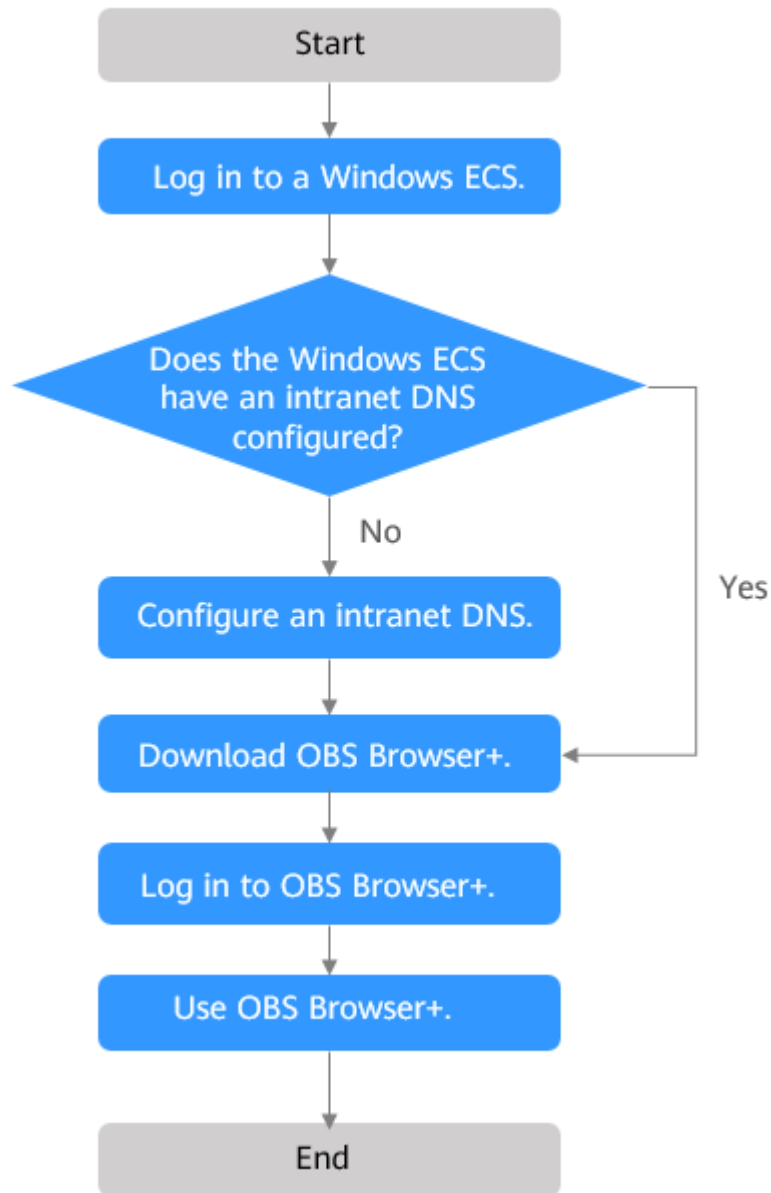 Start
Log in to a Windows ECS.
Does the Windows ECS
have an intranet DNS
configured?
No
Yes
Configure an intranet DNS.
Download OBS Browser+.
Log in to OBS Browser+.
Use OBS Browser+.
End